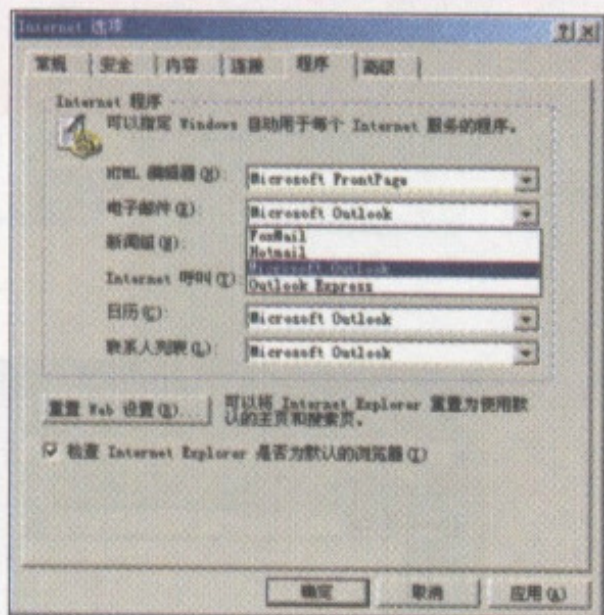 Internet 选项
常规 安全 内容 连接 程序 高级
Internet 程序
可以指定 Windows 自动用于每个 Internet 服务的程序。
HTML 编辑器(H): Microsoft FrontPage
电子邮件(E): Microsoft Outlook
新闻组(N): FoxMail
Hotmail
Internet 呼叫(T) Microsoft Outlook
Outlook Express
日历(C): Microsoft Outlook
联系人列表(L): Microsoft Outlook
重置 Web 设置(R)... 可以将 Internet Explorer 重置为使用默
认的主页和搜索页。
检查 Internet Explorer 是否为默认的浏览器(I)
确定 取消 应用(A)